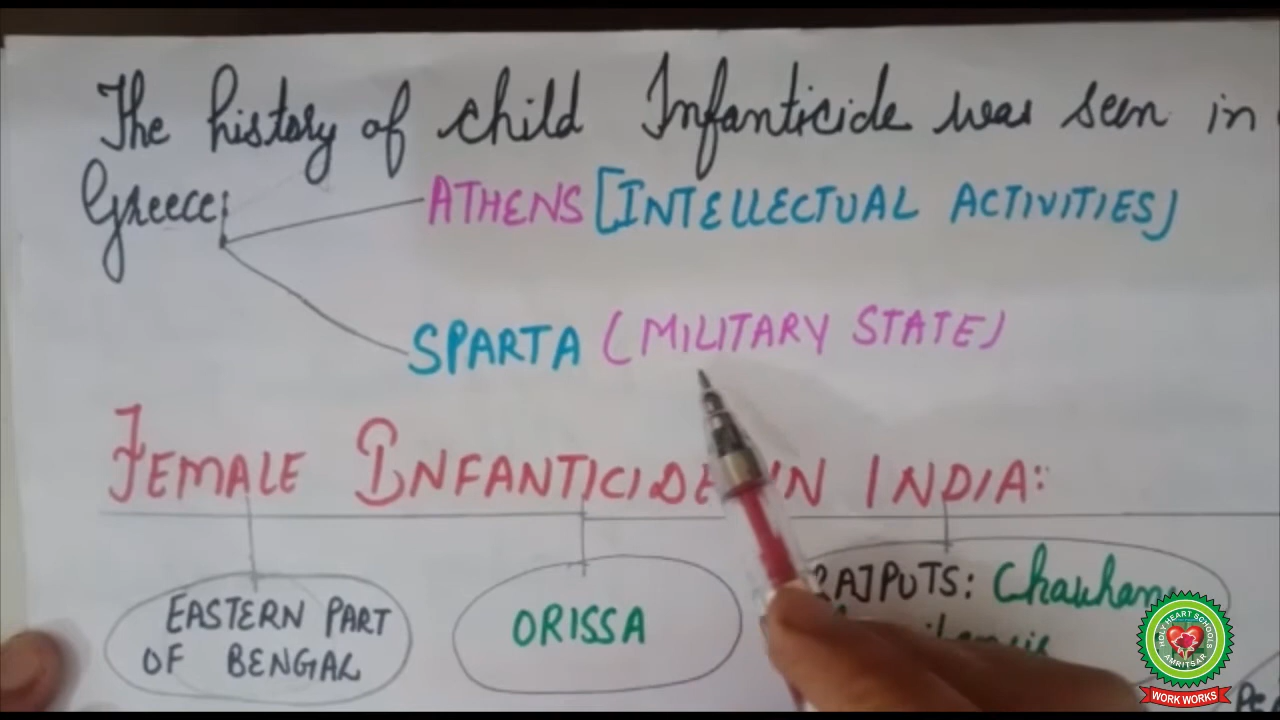 The history of child Infanticide was seen in
Greece:
ATHENS [INTELLECTUAL ACTIVITIES]
SPARTA (MILITARY STATE)
FEMALE INFANTICIDE IN INDIA:
EASTERN PART
OF BENGAL
ORISSA
RAJPUTS: Chauhans
HOLY HEART SCHOOLS
AMRITSAR
WORK WORKS